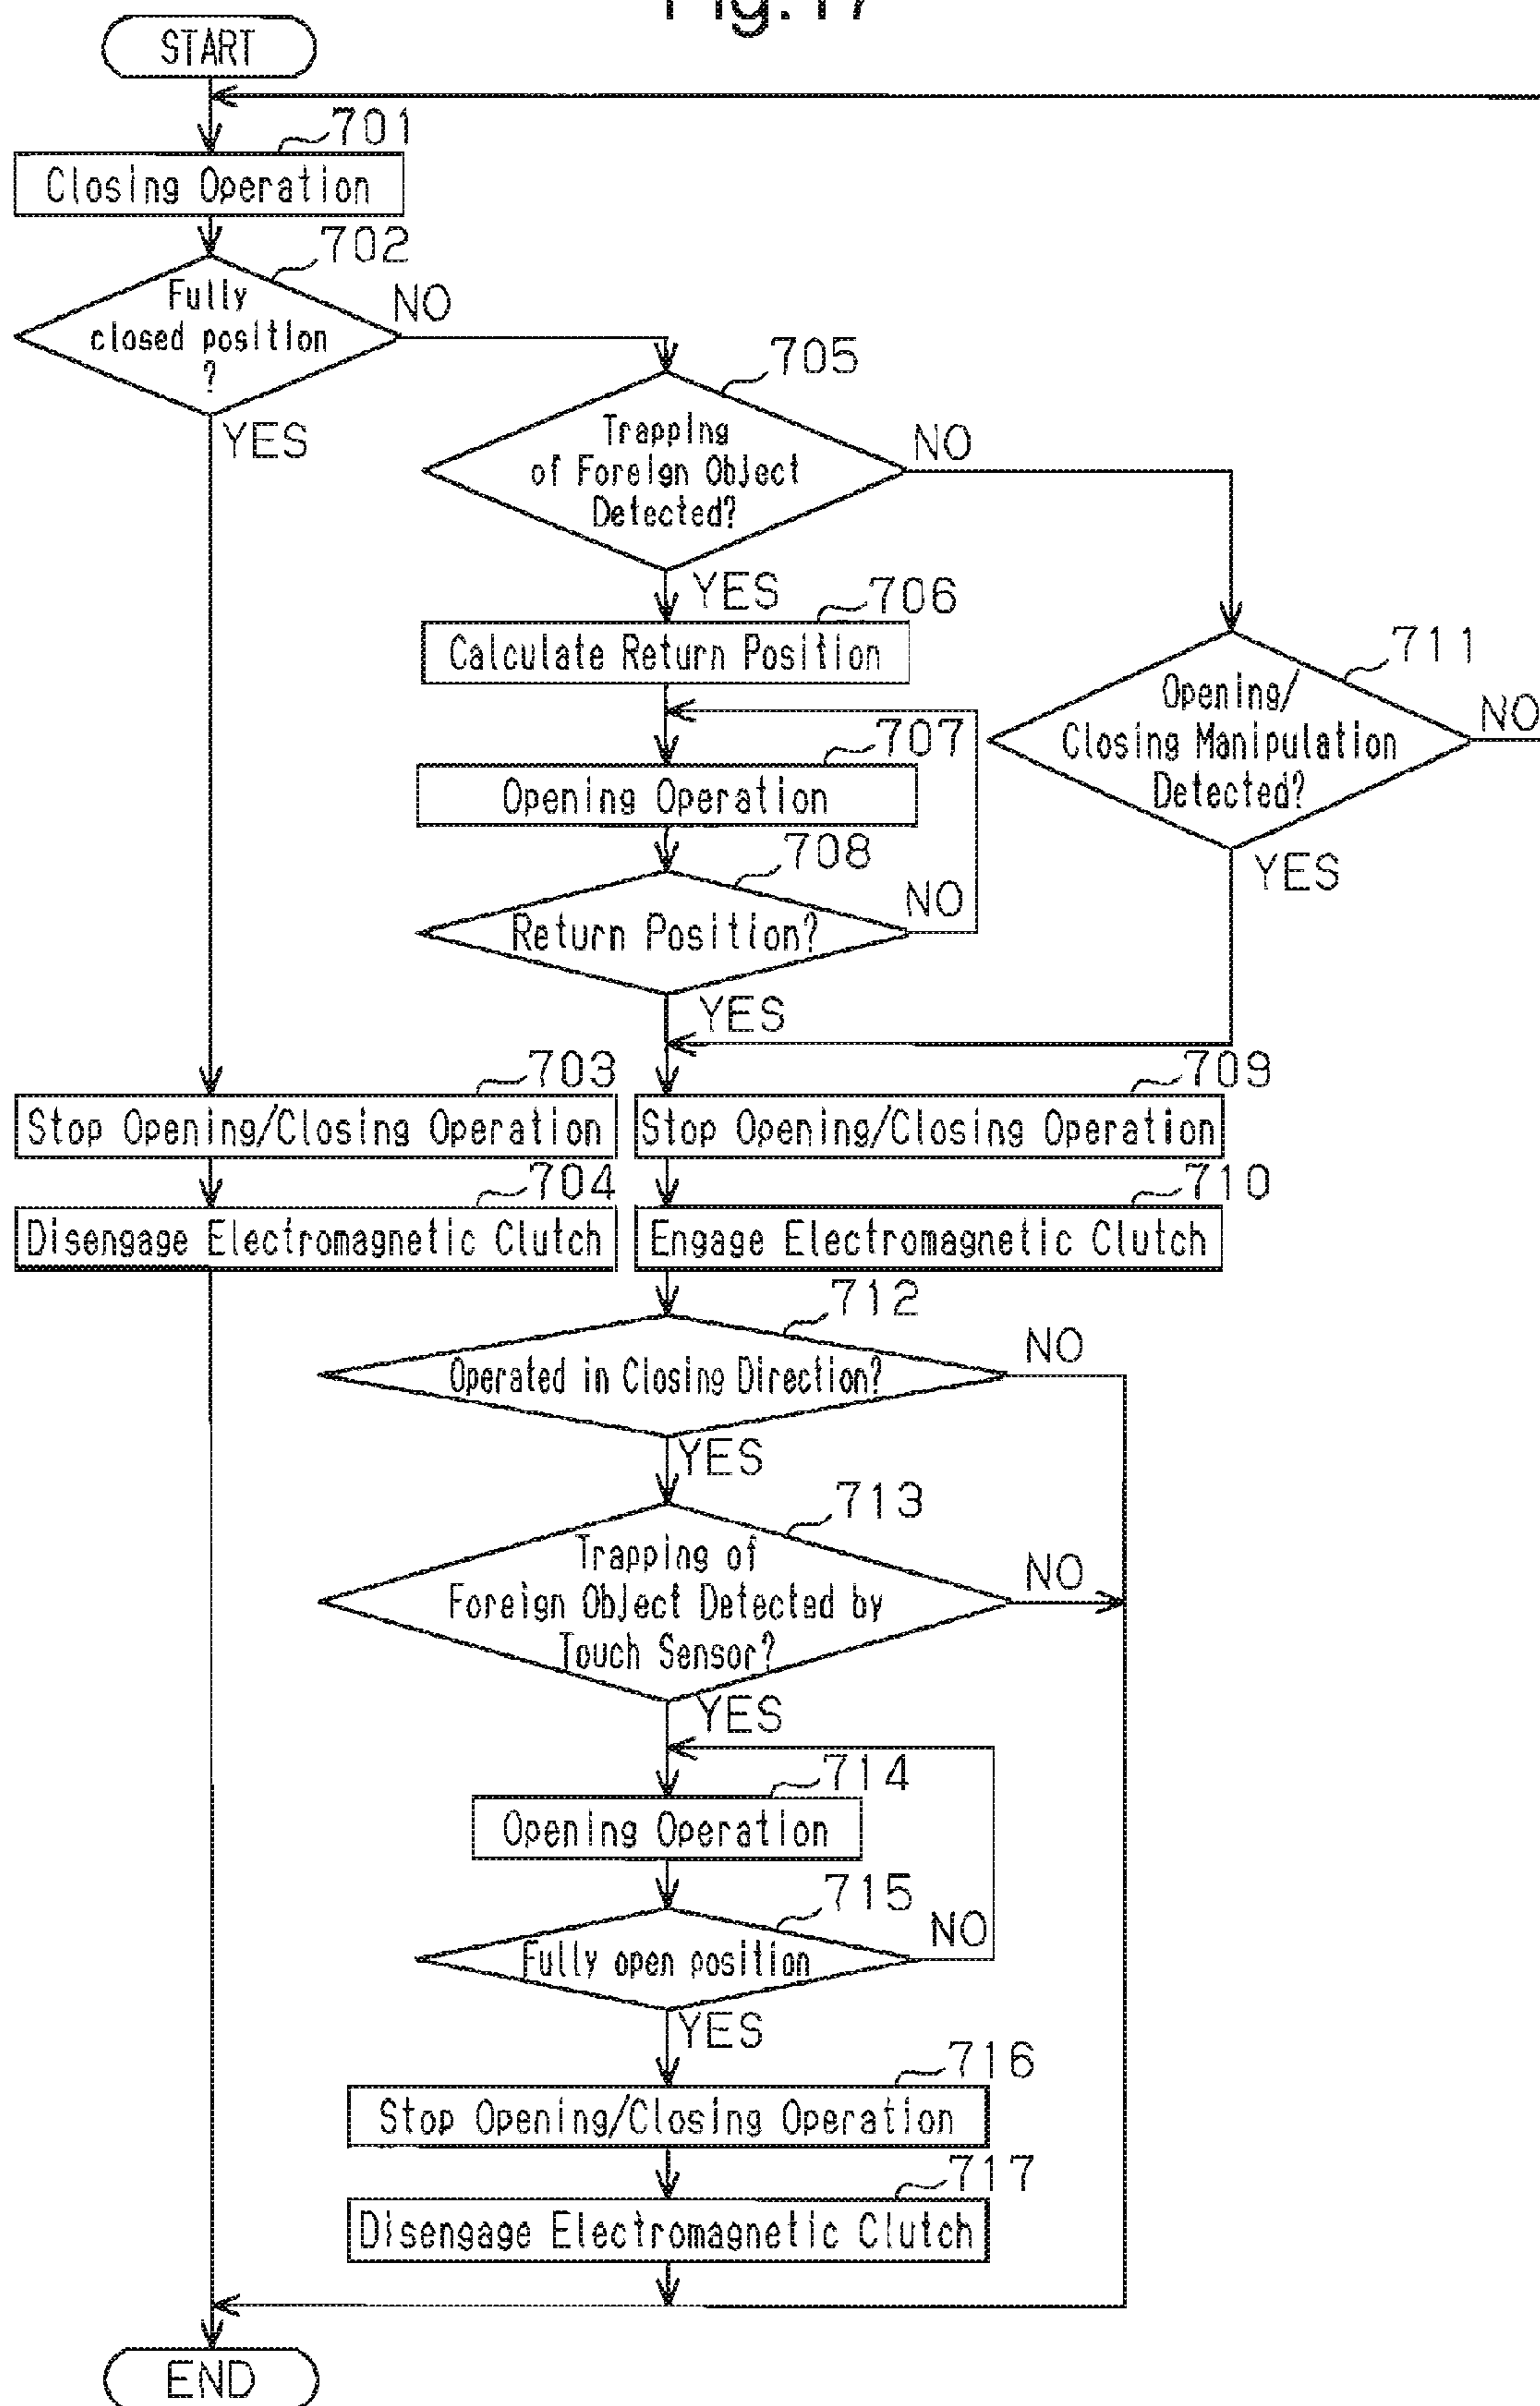 Fig.17
START
701
Closing Operation
702
Fully
closed position
?
NO
YES
705
Trapping
of Foreign Object
Detected?
NO
YES
706
Calculate Return Position
711
Opening/
Closing Manipulation
Detected?
NO
YES
707
Opening Operation
708
Return Position?
NO
YES
703
Stop Opening/Closing Operation
709
Stop Opening/Closing Operation
704
Disengage Electromagnetic Clutch
710
Engage Electromagnetic Clutch
712
Operated in Closing Direction?
NO
YES
713
Trapping of
Foreign Object Detected by
Touch Sensor?
NO
YES
714
Opening Operation
715
Fully open position
NO
YES
716
Stop Opening/Closing Operation
717
Disengage Electromagnetic Clutch
END